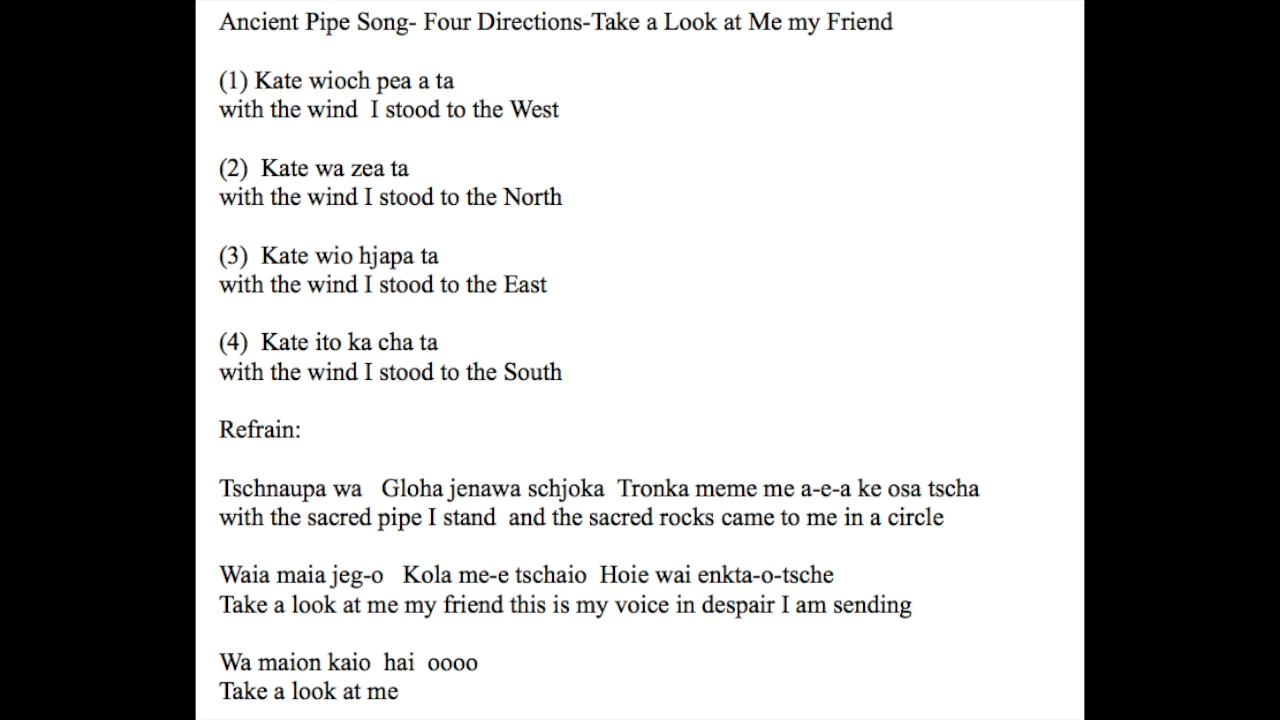 Ancient Pipe Song- Four Directions-Take a Look at Me my Friend
(1) Kate wioch pea a ta
with the wind  I stood to the West
(2)  Kate wa zea ta
with the wind I stood to the North
(3)  Kate wio hjapa ta
with the wind I stood to the East
(4)  Kate ito ka cha ta
with the wind I stood to the South
Refrain:
Tschnaupa wa   Gloha jenawa schjoka  Tronka meme me a-e-a ke osa tscha
with the sacred pipe I stand  and the sacred rocks came to me in a circle
Waia maia jeg-o   Kola me-e tschaio  Hoie wai enkta-o-tsche
Take a look at me my friend this is my voice in despair I am sending
Wa maion kaio  hai  oooo
Take a look at me